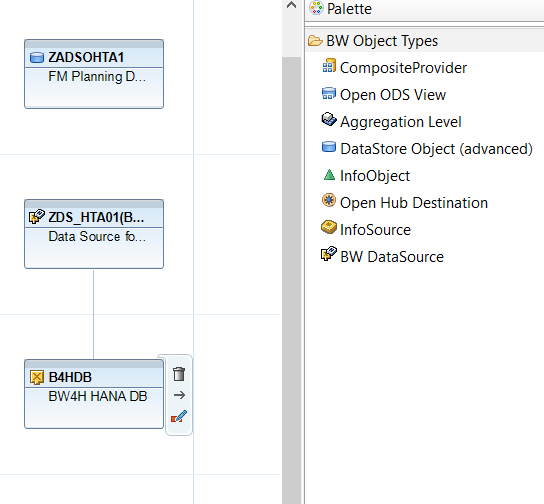 ZADSOHTA1
FM Planning D...
ZDS_HTA01(B...
Data Source fo...
B4HDB
BW4H HANA DB
Palette
BW Object Types
CompositeProvider
Open ODS View
Aggregation Level
DataStore Object (advanced)
InfoObject
Open Hub Destination
InfoSource
BW DataSource